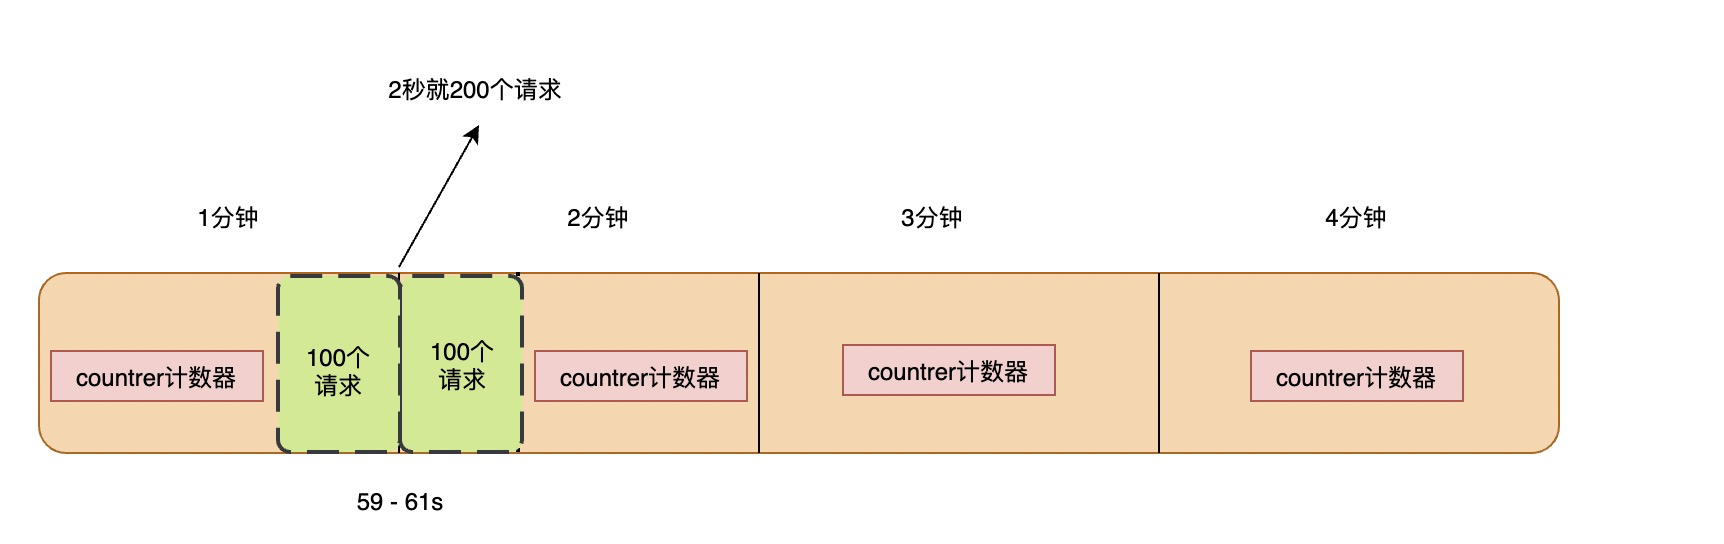 2秒就200个请求
1分钟
2分钟
3分钟
4分钟
countrer计数器
100个
请求
100个
请求
countrer计数器
countrer计数器
countrer计数器
59 - 61s